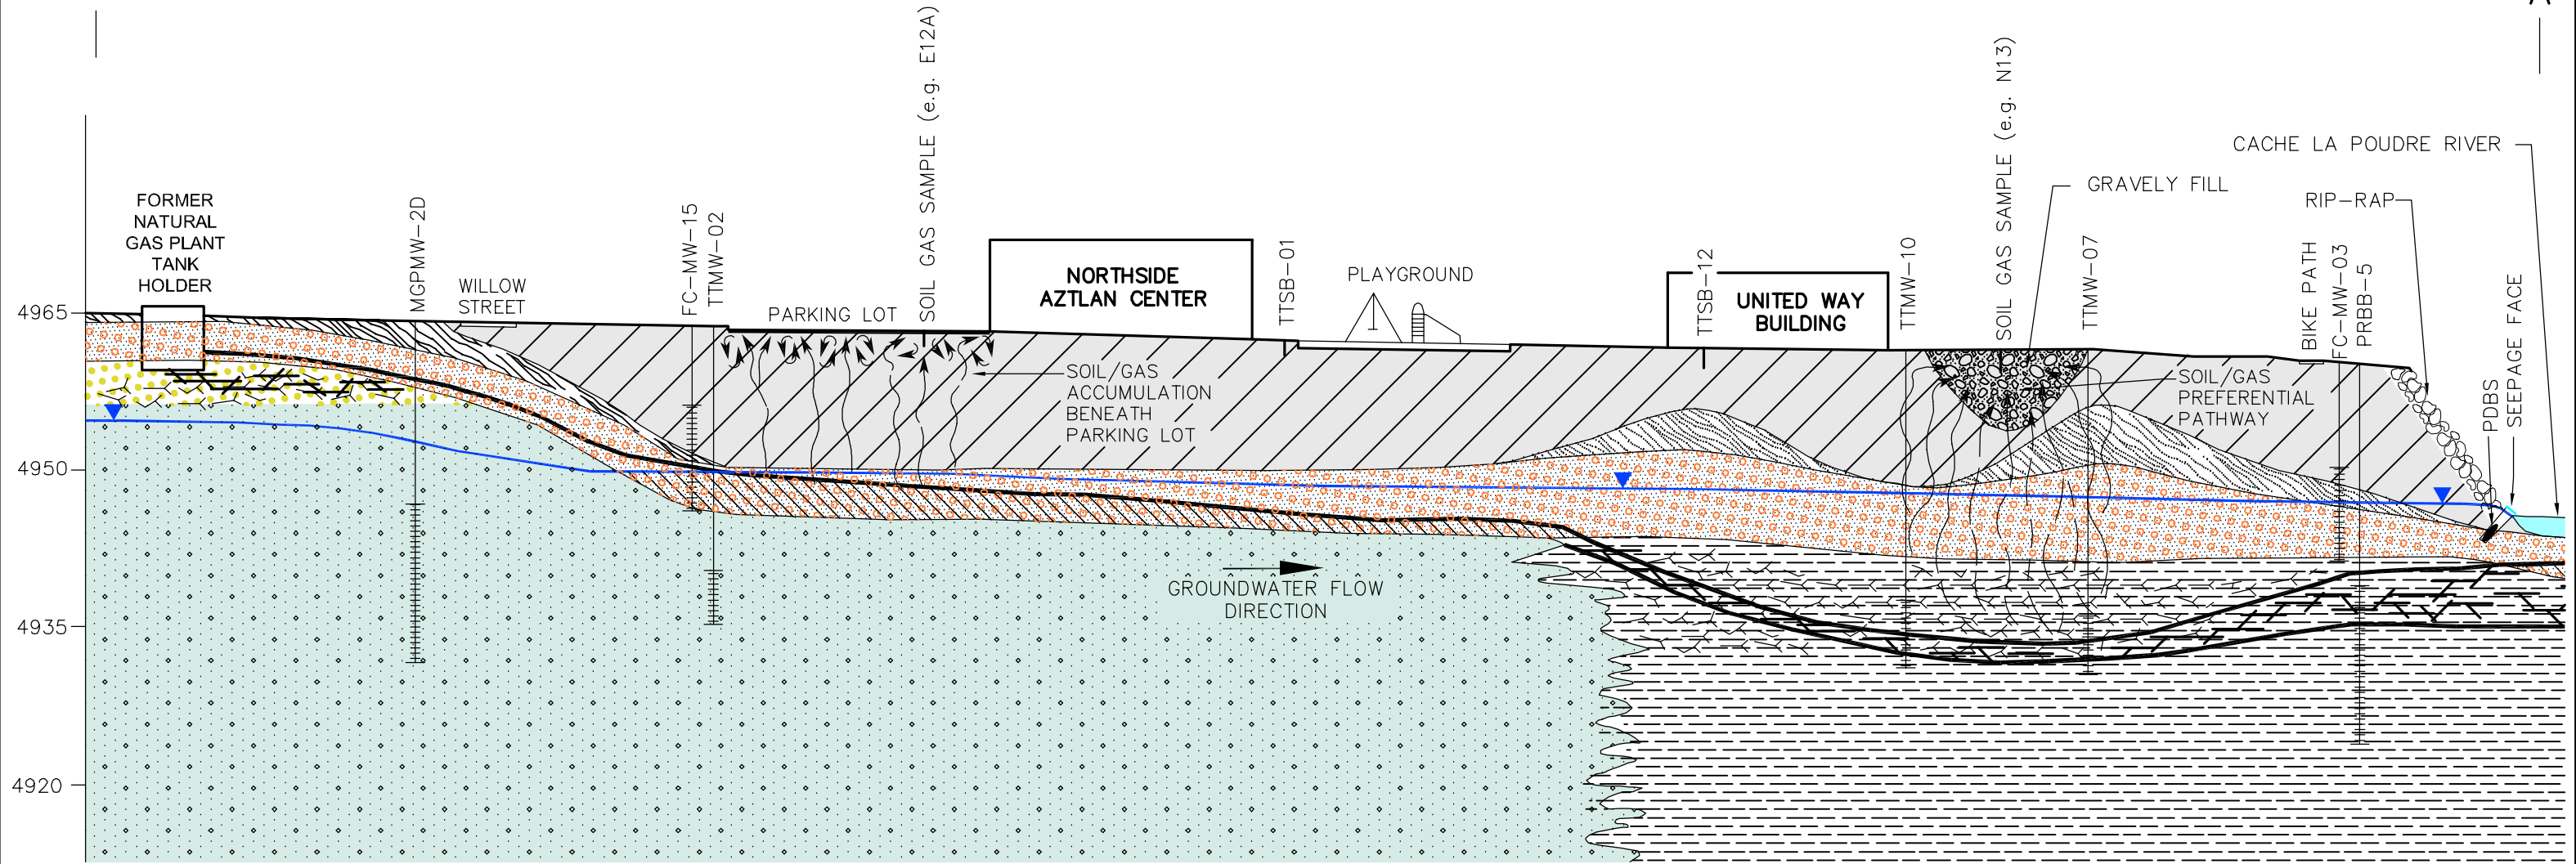 A
FORMER
NATURAL
GAS PLANT
TANK
HOLDER
MGPMW-2D
WILLOW
STREET
FC-MW-15
TTMW-02
PARKING LOT
SOIL GAS SAMPLE (e.g. E12A)
NORTHSIDE
AZTLAN CENTER
TTSB-01
PLAYGROUND
TTSB-12
UNITED WAY
BUILDING
TTMW-10
SOIL GAS SAMPLE (e.g. N13)
GRAVELY FILL
TTMW-07
CACHE LA POUDRE RIVER
RIP-RAP
BIKE PATH
FC-MW-03
PRBB-5
PDBS
SEEPAGE FACE
SOIL/GAS
ACCUMULATION
BENEATH
PARKING LOT
SOIL/GAS
PREFERENTIAL
PATHWAY
GROUNDWATER FLOW
DIRECTION
4965
4950
4935
4920